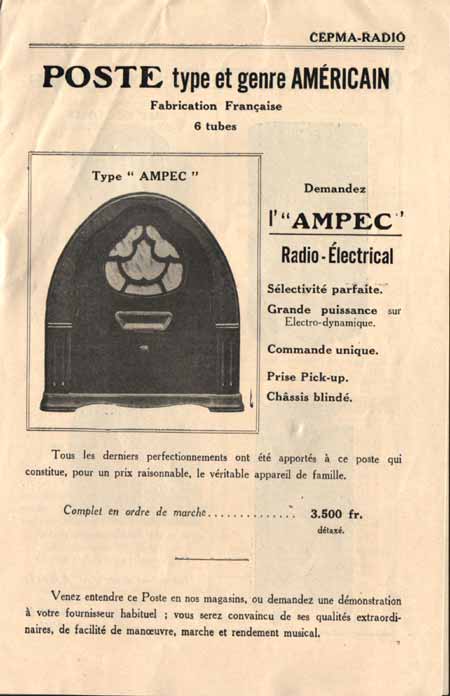 CEPMA-RADIO
POSTE type et genre AMÉRICAIN
Fabrication Française
6 tubes
Type " AMPEC "
Demandez
l'"AMPEC"
Radio-Électrical
Sélectivité parfaite.
Grande puissance sur
Electro-dynamique.
Commande unique.
Prise Pick-up.
Châssis blindé.
Tous les derniers perfectionnements ont été apportés à ce poste qui
constitue, pour un prix raisonnable, le véritable appareil de famille.
Complet en ordre de marche.............. 3.500 fr.
détaxé.
Venez entendre ce Poste en nos magasins, ou demandez une démonstration
à votre fournisseur habituel ; vous serez convaincu de ses qualités extraordi-
naires, de facilité de manœuvre, marche et rendement musical.